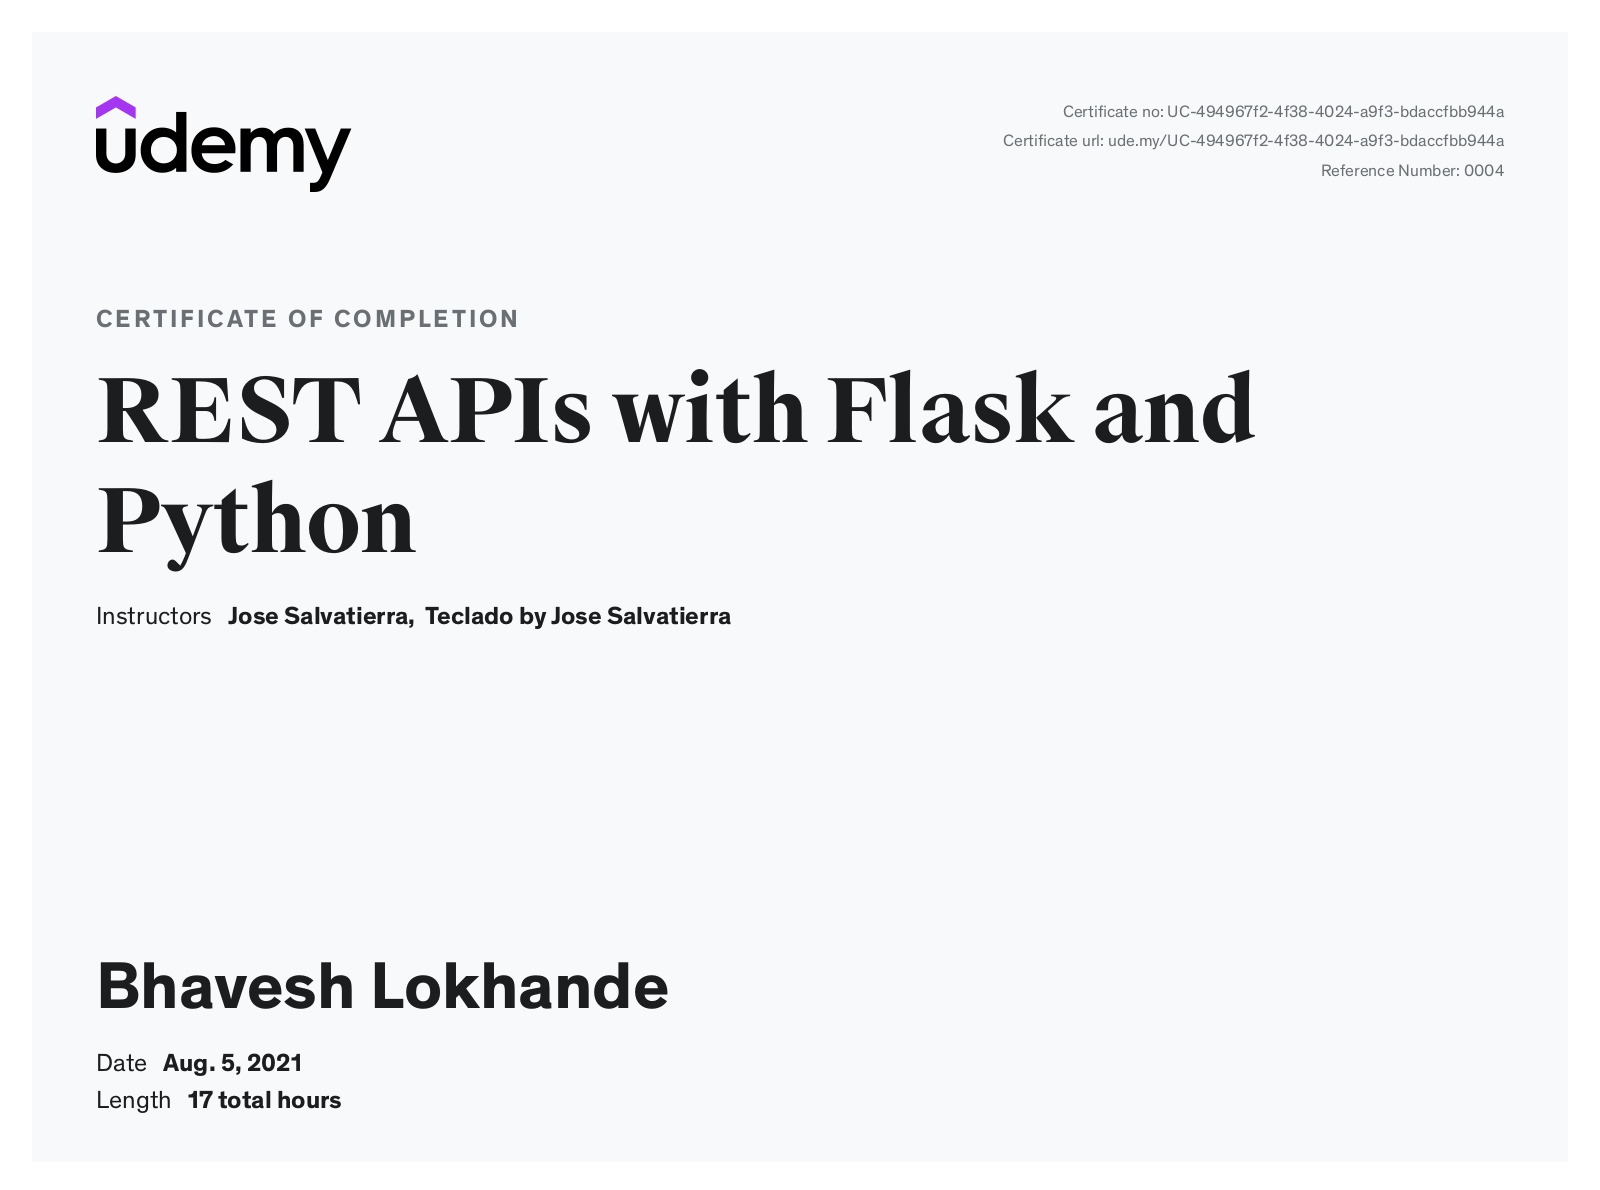 udemy
Certificate no: UC-494967f2-4f38-4024-a9f3-bdaccfbb944a
Certificate url: ude.my/UC-494967f2-4f38-4024-a9f3-bdaccfbb944a
Reference Number: 0004
CERTIFICATE OF COMPLETION
REST APIs with Flask and
Python
Instructors Jose Salvatierra, Teclado by Jose Salvatierra
Bhavesh Lokhande
Date Aug. 5, 2021
Length 17 total hours